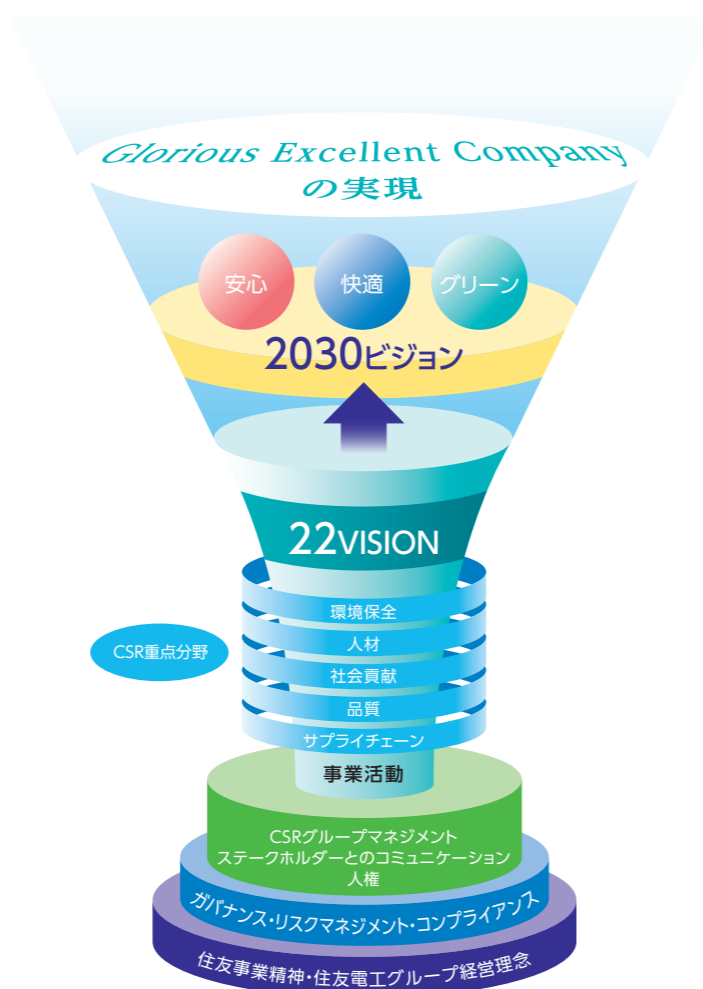 Glorious Excellent Company
の実現
安心
快適
グリーン
2030ビジョン
22VISION
環境保全
人材
CSR重点分野
社会貢献
品質
サプライチェーン
事業活動
CSRグループマネジメント
ステークホルダーとのコミュニケーション
人権
ガバナンス・リスクマネジメント・コンプライアンス
住友事業精神・住友電工グループ経営理念